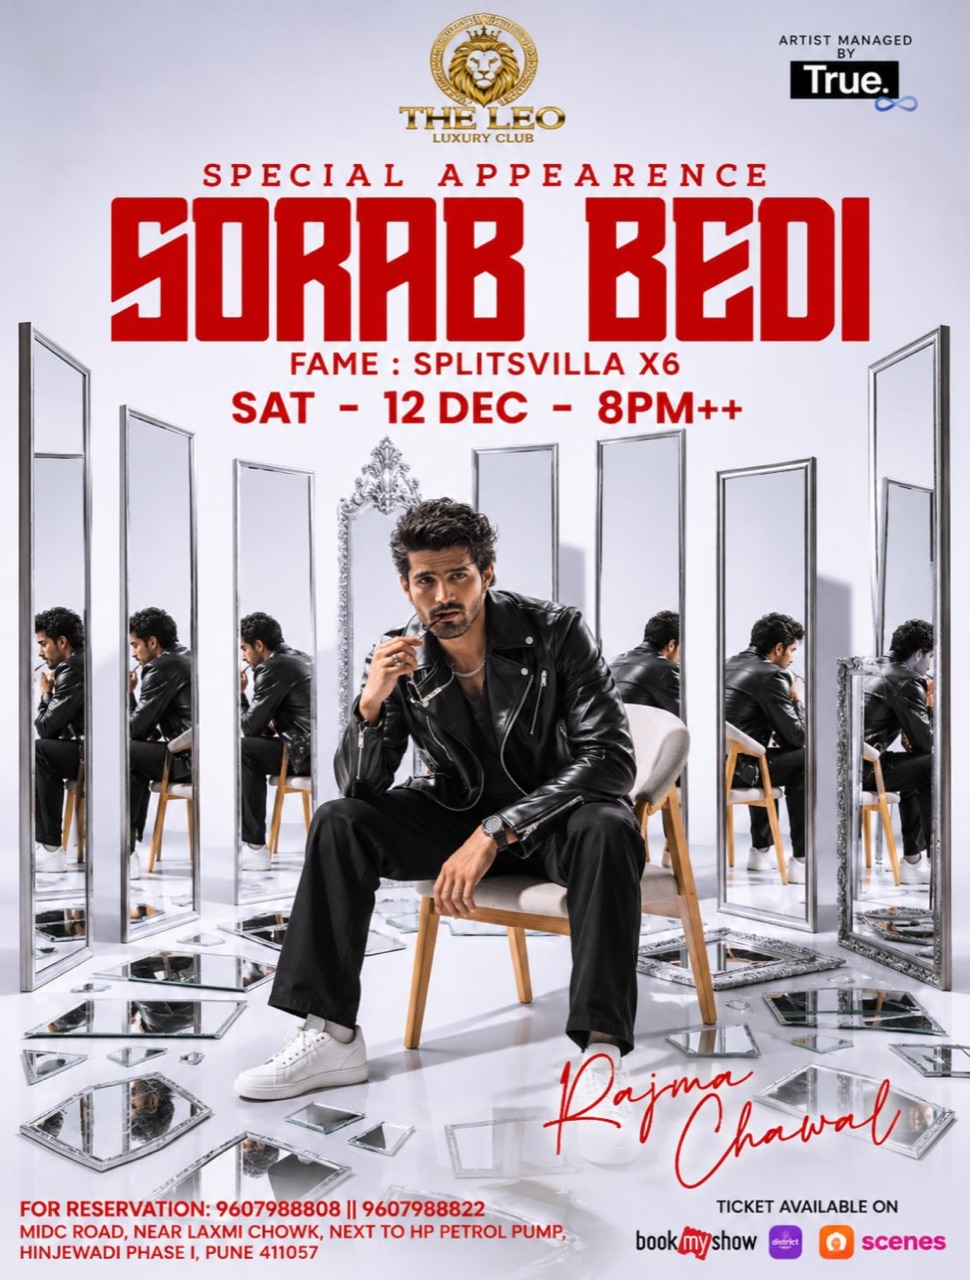 THE LEO
LUXURY CLUB
ARTIST MANAGED
BY
True.
SPECIAL APPEARENCE
SORAB BEDI
FAME : SPLITSVILLA X6
SAT - 12 DEC - 8PM++
Rajma
Chawal
FOR RESERVATION: 9607988808 || 9607988822
MIDC ROAD, NEAR LAXMI CHOWK, NEXT TO HP PETROL PUMP,
HINJEWADI PHASE I, PUNE 411057
TICKET AVAILABLE ON
bookmyshow
district
scenes